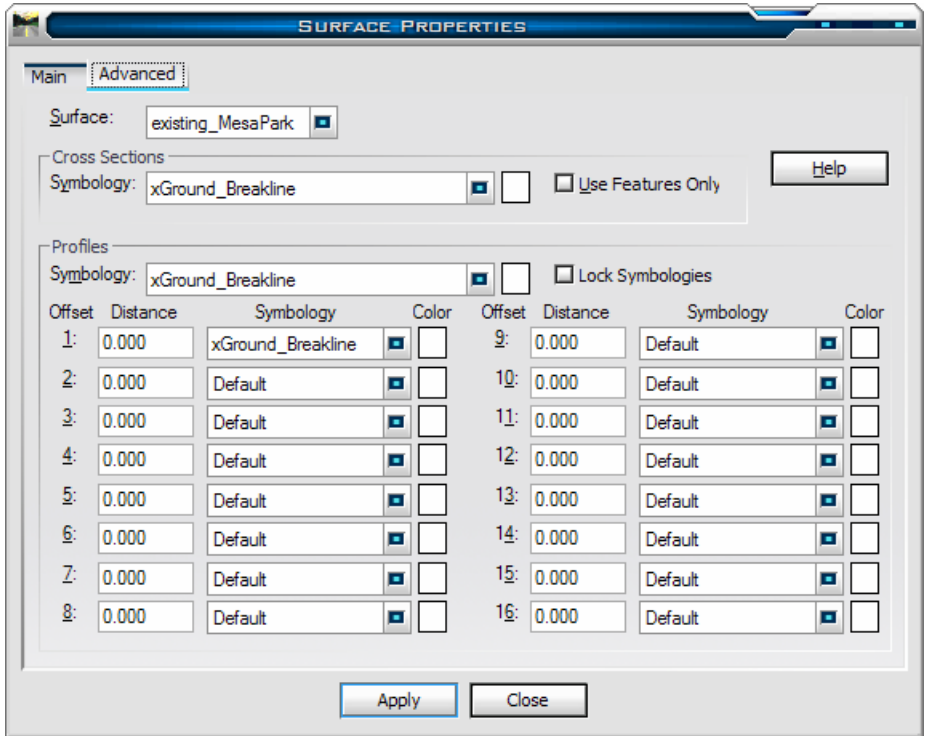 SURFACE PROPERTIES
Main Advanced
Surface: existing_MesaPark
Cross Sections
Symbology: xGround_Breakline Use Features Only Help
Profiles
Symbology: xGround_Breakline Lock Symbologies
Offset Distance Symbology Color Offset Distance Symbology Color
1: 0.000 xGround_Breakline 9: 0.000 Default
2: 0.000 Default 10: 0.000 Default
3: 0.000 Default 11: 0.000 Default
4: 0.000 Default 12: 0.000 Default
5: 0.000 Default 13: 0.000 Default
6: 0.000 Default 14: 0.000 Default
7: 0.000 Default 15: 0.000 Default
8: 0.000 Default 16: 0.000 Default
Apply Close